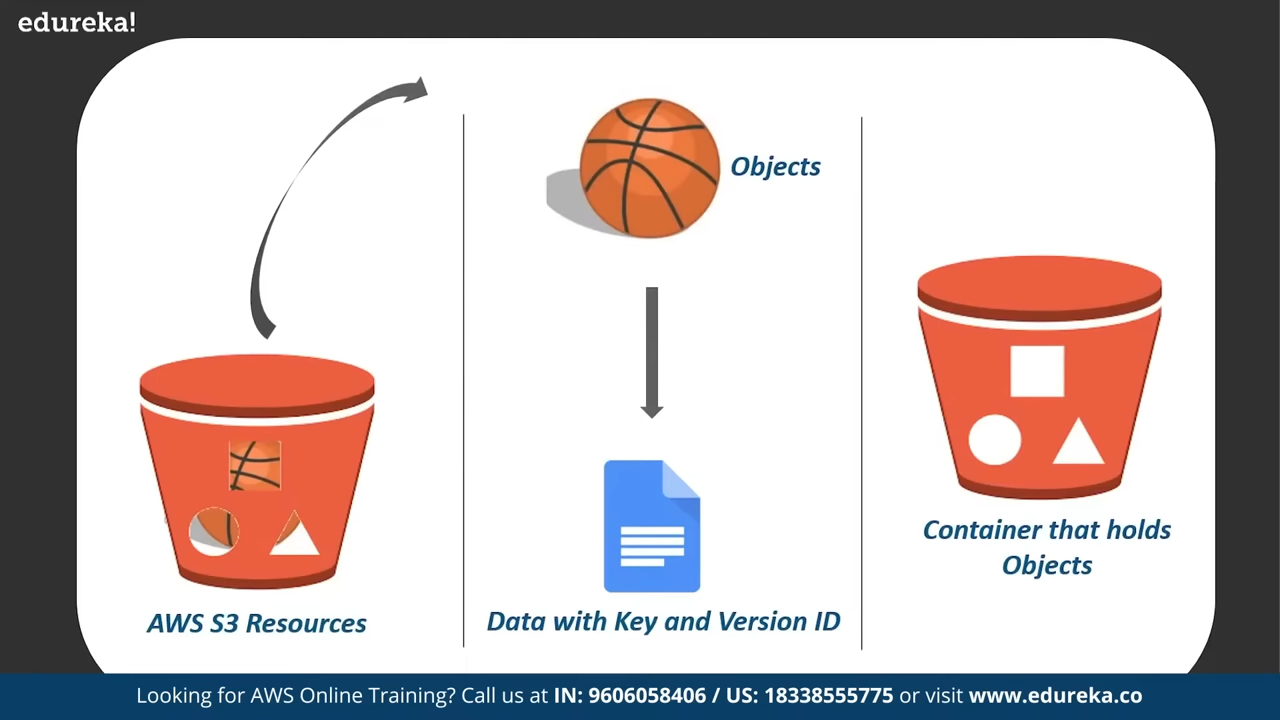 edureka!
Objects
AWS S3 Resources
Data with Key and Version ID
Container that holds
Objects
Looking for AWS Online Training? Call us at IN: 9606058406 / US: 18338555775 or visit www.edureka.co